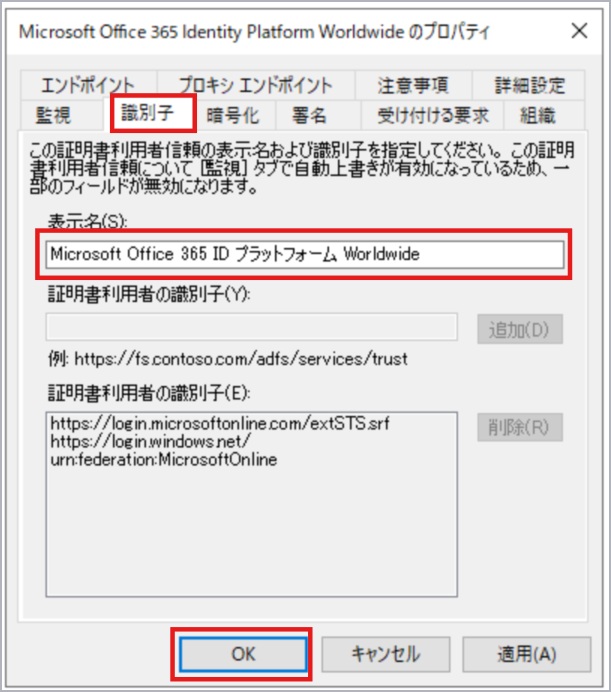 Microsoft Office 365 Identity Platform Worldwide のプロパティ
エンドポイント プロキシ エンドポイント 注意事項 詳細設定
監視 識別子 暗号化 署名 受け付ける要求 組織
この証明書利用者信頼の表示名および識別子を指定してください。この証明
書利用者信頼について [監視] タブで自動上書きが有効になっているため、一
部のフィールドが無効になります。
表示名(S):
Microsoft Office 365 ID プラットフォーム Worldwide
証明書利用者の識別子(Y):
追加(D)
例: https://fs.contoso.com/adfs/services/trust
証明書利用者の識別子(E):
https://login.microsoftonline.com/extSTS.srf
https://login.windows.net/
urn:federation:MicrosoftOnline
削除(R)
OK キャンセル 適用(A)